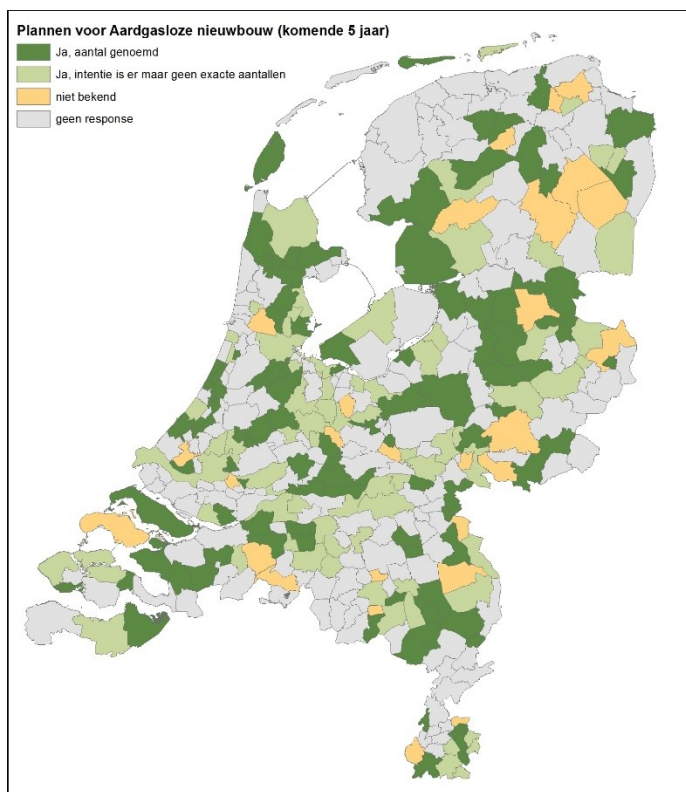 Plannen voor Aardgasloze nieuwbouw (komende 5 jaar)
Ja, aantal genoemd
Ja, intentie is er maar geen exacte aantallen
niet bekend
geen response